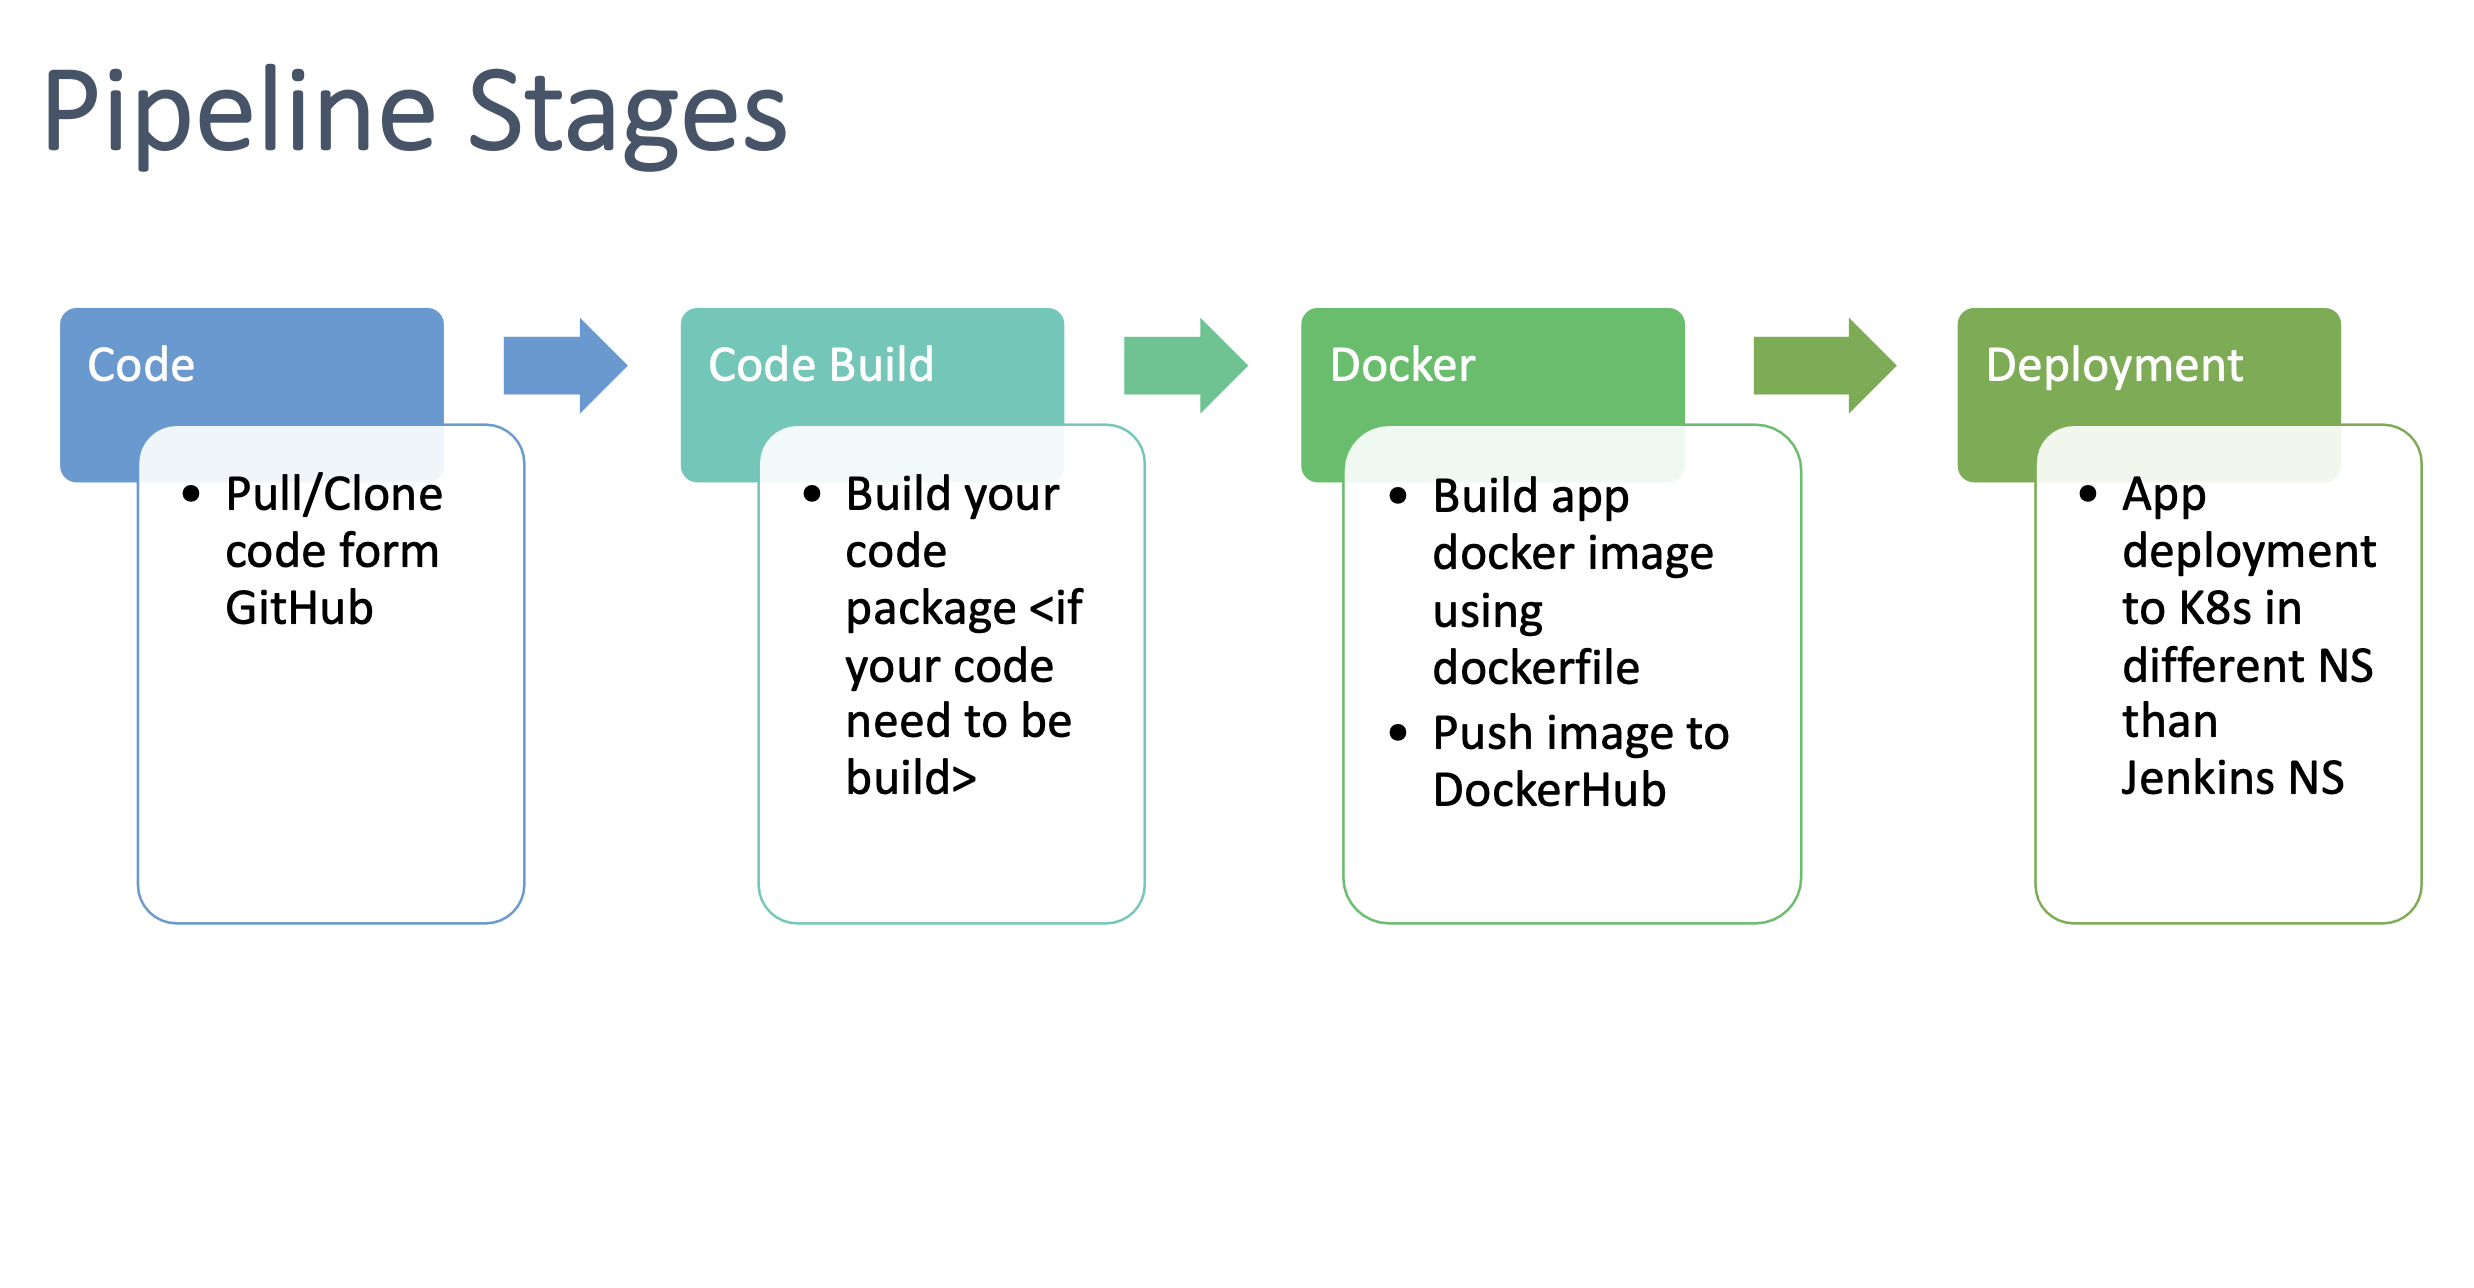 Pipeline Stages
Code
• Pull/Clone
code form
GitHub
Code Build
• Build your
code
package <if
your code
need to be
build>
Docker
• Build app
docker image
using
dockerfile
• Push image to
DockerHub
Deployment
• App
deployment
to K8s in
different NS
than
Jenkins NS